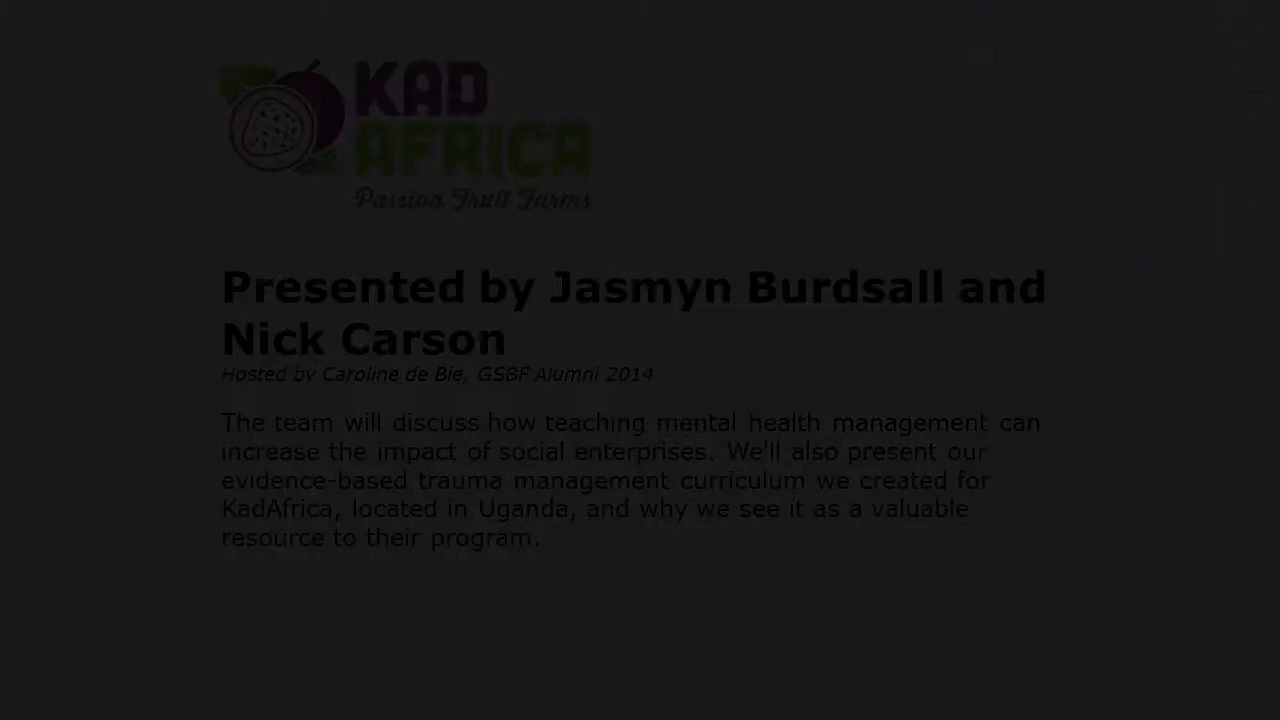 KAD
AFRICA
Passion Fruit Farms
Presented by Jasmyn Burdsall and
Nick Carson
Hosted by Caroline de Bie, GSBF Alumni 2014
The team will discuss how teaching mental health management can
increase the impact of social enterprises. We'll also present our
evidence-based trauma management curriculum we created for
KadAfrica, located in Uganda, and why we see it as a valuable
resource to their program.